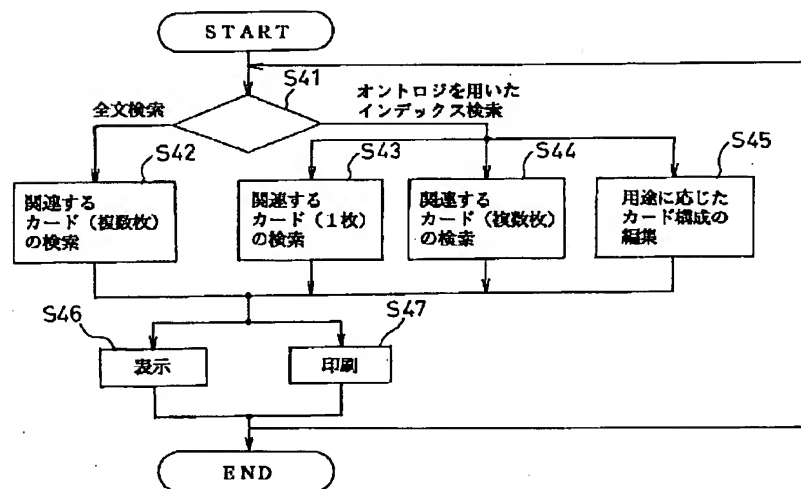 START
S41
全文検索
オントロジを用いた
インデックス検索
S42
関連する
カード(複数枚)
の検索
S43
関連する
カード(1枚)
の検索
S44
関連する
カード(複数枚)
の検索
S45
用途に応じた
カード構成の
編集
S46
表示
S47
印刷
END